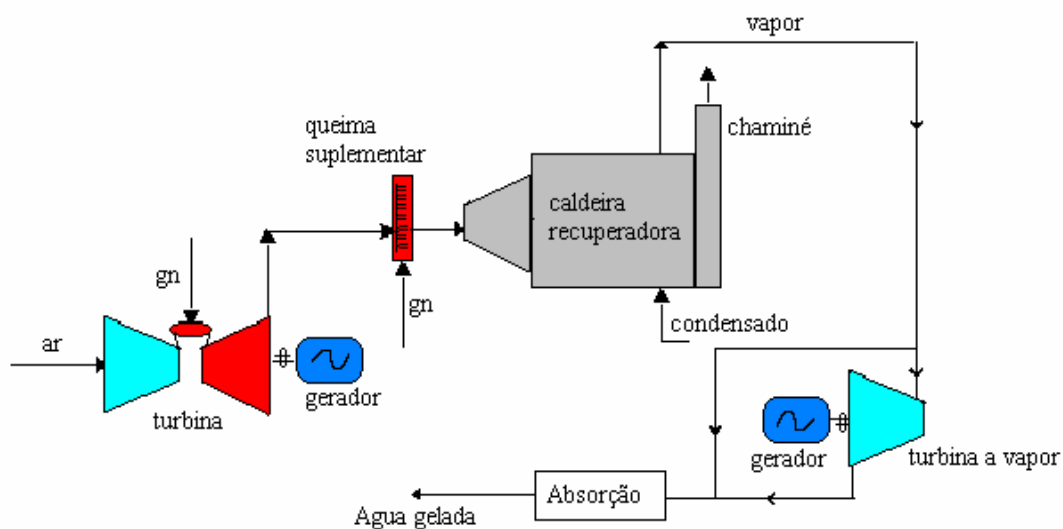 vapor
chaminé
queima
suplementar
caldeira
recuperadora
gn
gn
condensado
ar
gerador
turbina
gerador
turbina a vapor
Absorção
Agua gelada